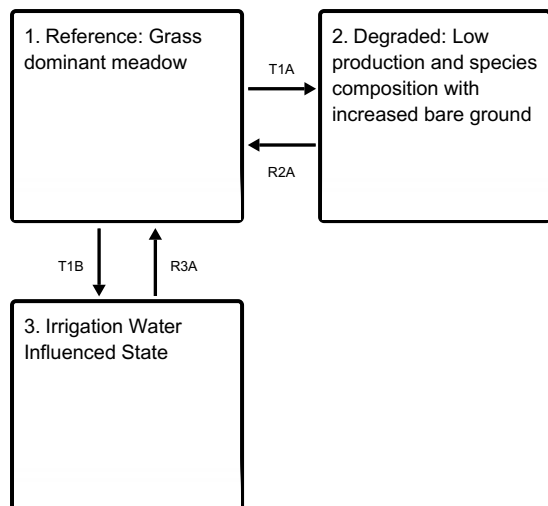 1. Reference: Grass
dominant meadow
T1A
2. Degraded: Low
production and species
composition with
increased bare ground
R2A
T1B
R3A
3. Irrigation Water
Influenced State